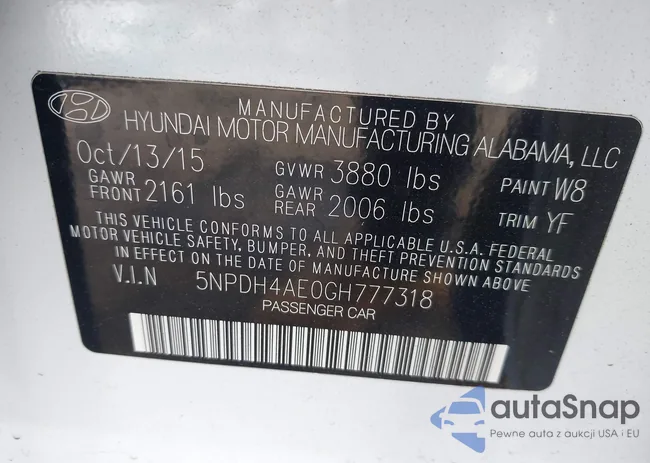 MANUFACTURED BY
HYUNDAI MOTOR MANUFACTURING ALABAMA, LLC
Oct/13/15 GVWR 3880 lbs PAINT W8
GAWR FRONT 2161 lbs GAWR REAR 2006 lbs TRIM YF
THIS VEHICLE CONFORMS TO ALL APPLICABLE U.S.A. FEDERAL
MOTOR VEHICLE SAFETY, BUMPER, AND THEFT PREVENTION STANDARDS
IN EFFECT ON THE DATE OF MANUFACTURE SHOWN ABOVE
V.I.N 5NPDH4AE0GH777318
PASSENGER CAR
autaSnap
Pewne auta z aukcji USA i EU